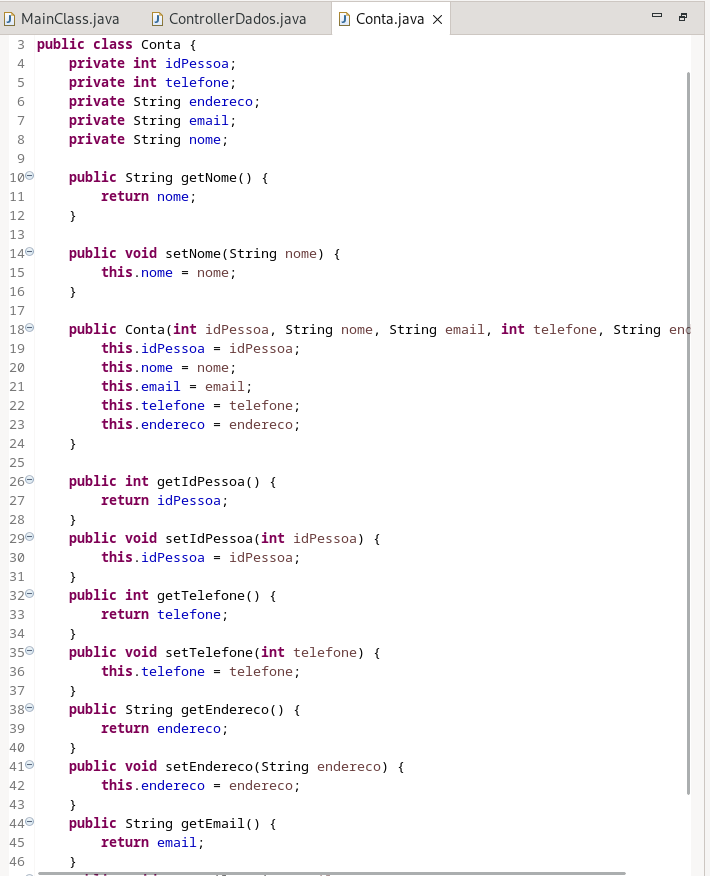 MainClass.java ControllerDados.java Conta.java
3 public class Conta {
4 private int idPessoa;
5 private int telefone;
6 private String endereco;
7 private String email;
8 private String nome;
9
10 public String getNome() {
11 return nome;
12 }
13
14 public void setNome(String nome) {
15 this.nome = nome;
16 }
17
18 public Conta(int idPessoa, String nome, String email, int telefone, String end
19 this.idPessoa = idPessoa;
20 this.nome = nome;
21 this.email = email;
22 this.telefone = telefone;
23 this.endereco = endereco;
24 }
25
26 public int getIdPessoa() {
27 return idPessoa;
28 }
29 public void setIdPessoa(int idPessoa) {
30 this.idPessoa = idPessoa;
31 }
32 public int getTelefone() {
33 return telefone;
34 }
35 public void setTelefone(int telefone) {
36 this.telefone = telefone;
37 }
38 public String getEndereco() {
39 return endereco;
40 }
41 public void setEndereco(String endereco) {
42 this.endereco = endereco;
43 }
44 public String getEmail() {
45 return email;
46 }